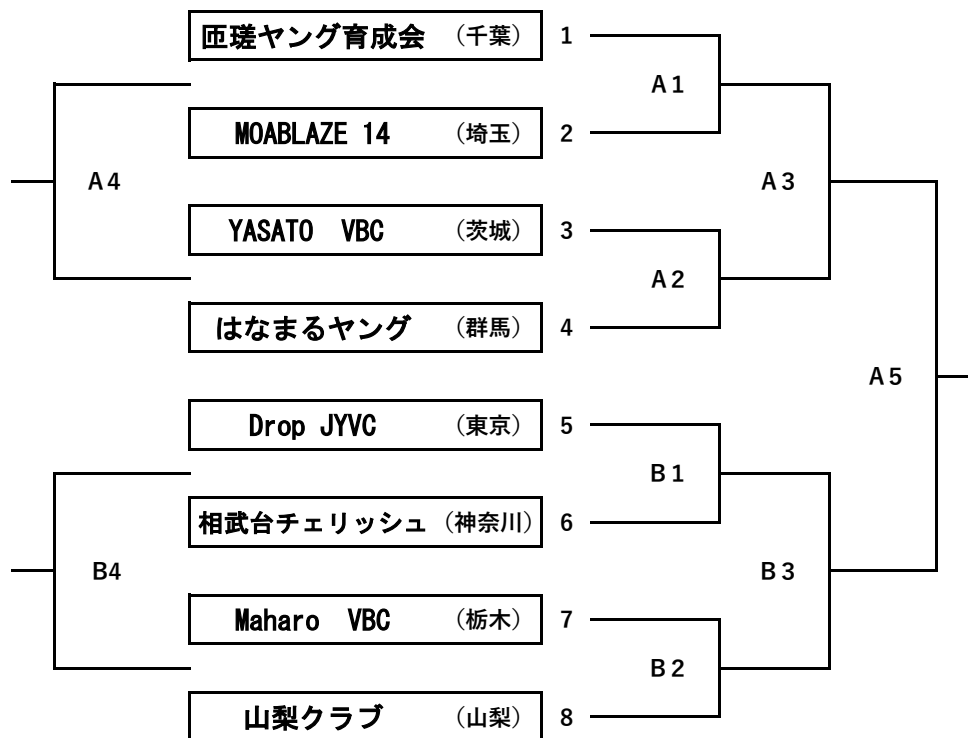 匝瑳ヤング育成会 （千葉） 1
A1
MOABLAZE 14 （埼玉） 2
A4
A3
YASATO VBC （茨城） 3
A2
はなまるヤング （群馬） 4
A5
Drop JYVC （東京） 5
B1
相武台チェリッシュ （神奈川） 6
B4
B3
Maharo VBC （栃木） 7
B2
山梨クラブ （山梨） 8